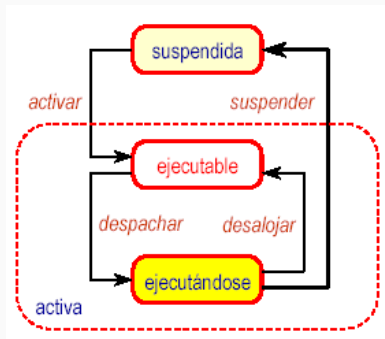 suspendida
activar
suspender
ejecutable
despachar
desalojar
ejecutándose
activa